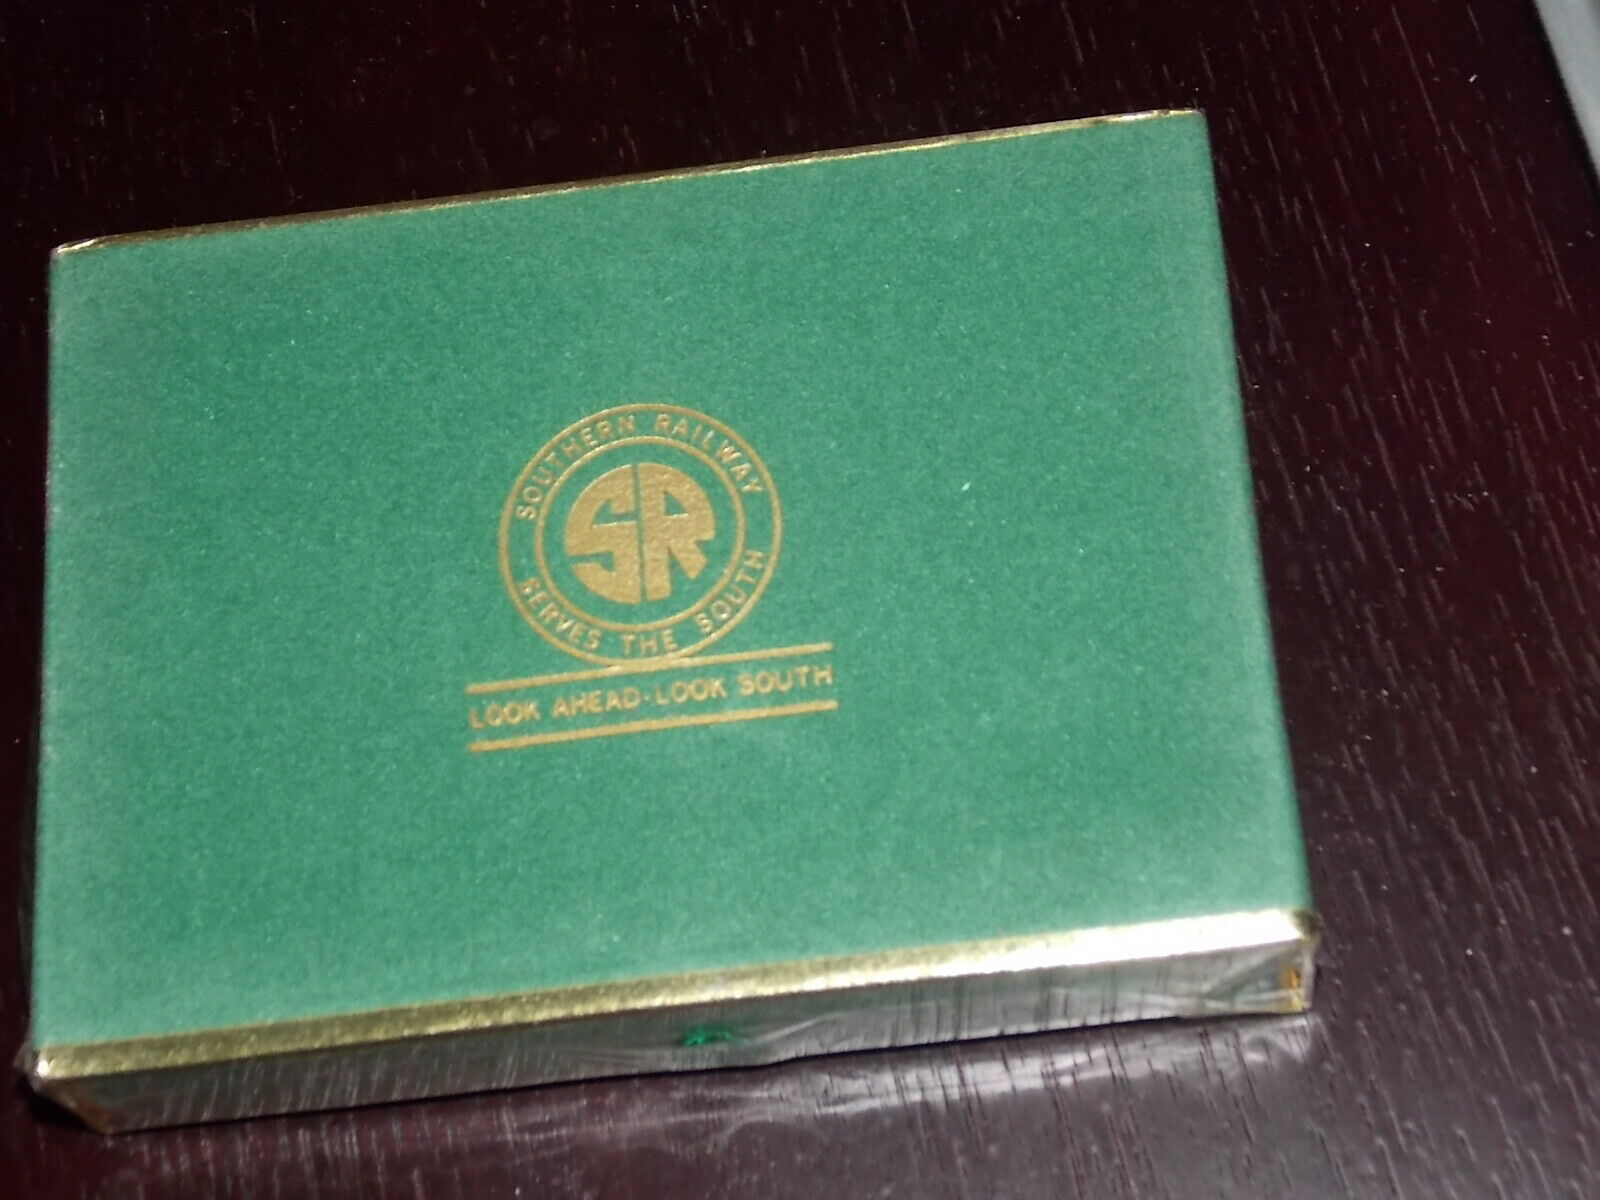 SOUTHERN RAILWAY
SR
SERVES THE SOUTH
LOOK AHEAD-LOOK SOUTH